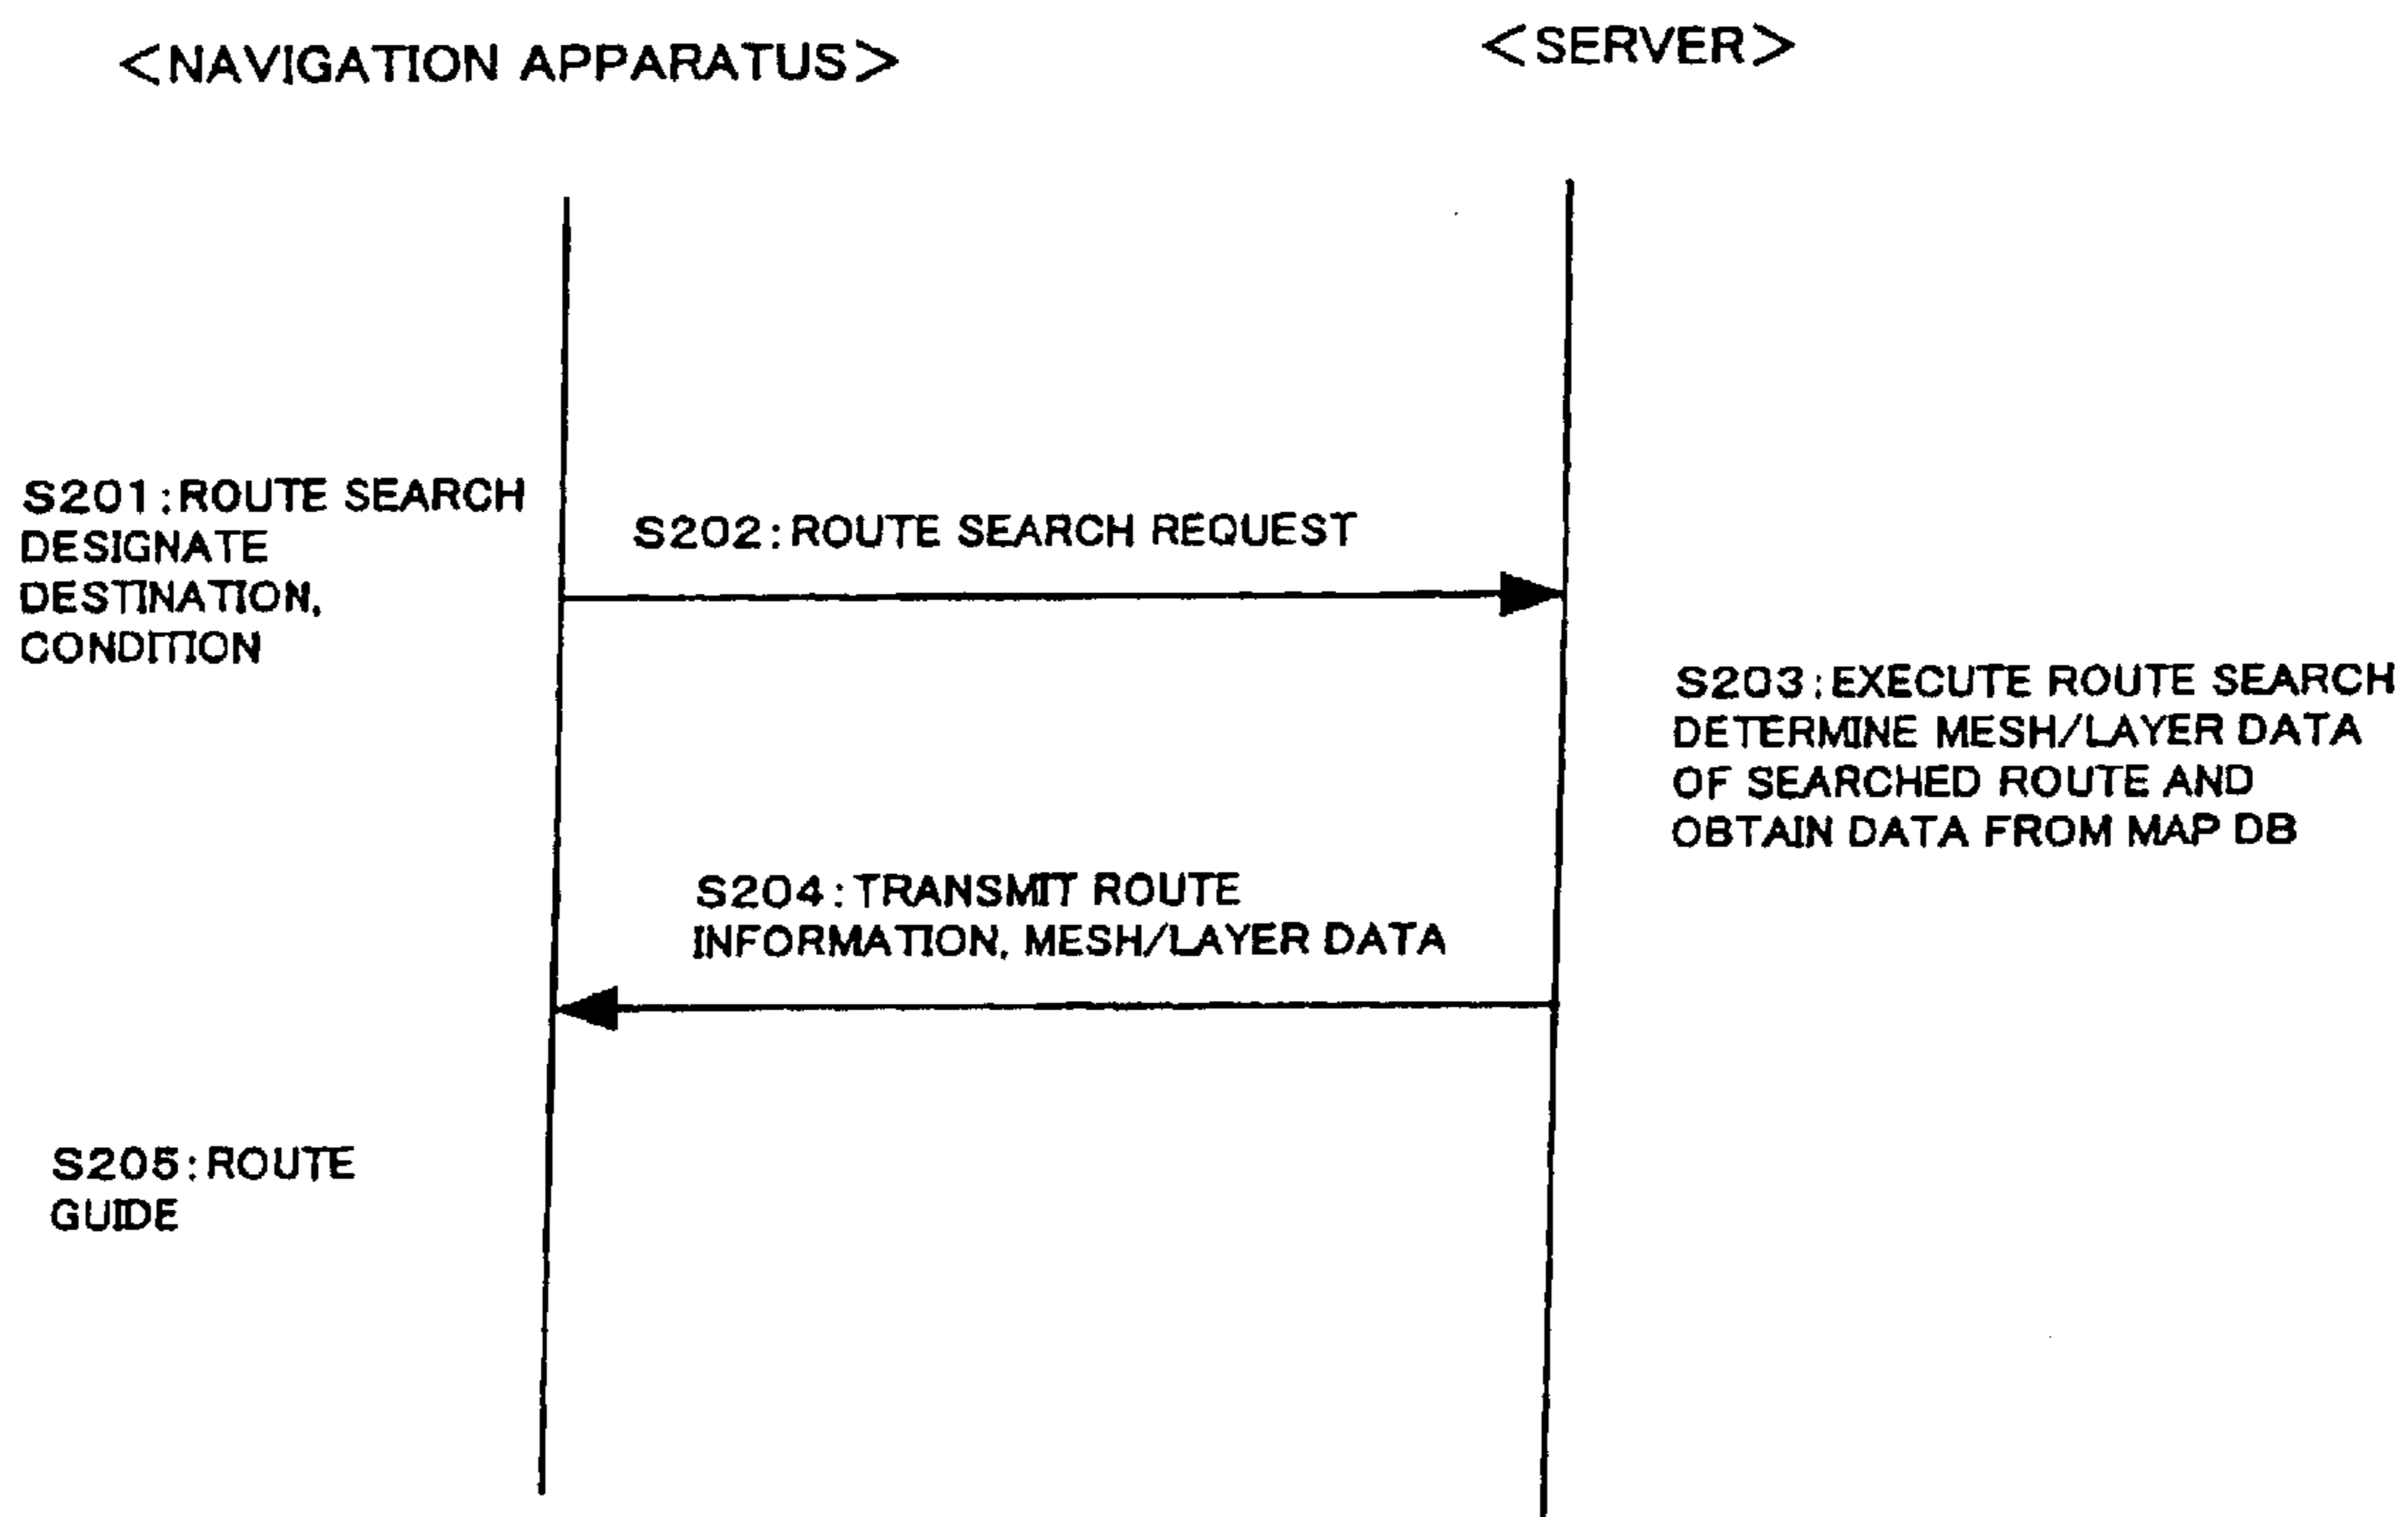 <NAVIGATION APPARATUS>
<SERVER>
S201:ROUTE SEARCH
DESIGNATE
DESTINATION,
CONDITION
S202:ROUTE SEARCH REQUEST
S203:EXECUTE ROUTE SEARCH
DETERMINE MESH/LAYER DATA
OF SEARCHED ROUTE AND
OBTAIN DATA FROM MAP DB
S204:TRANSMIT ROUTE
INFORMATION, MESH/LAYER DATA
S205:ROUTE
GUIDE